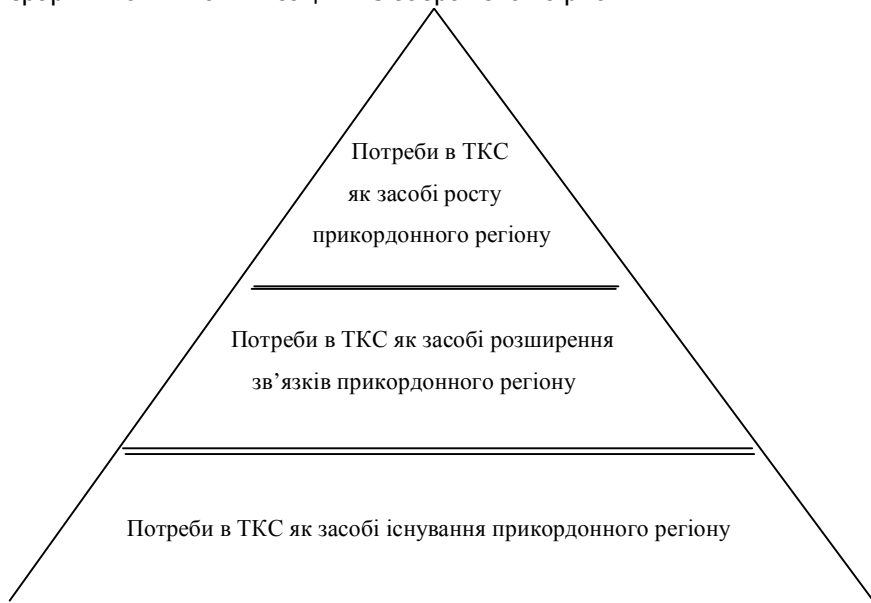 Потреби в ТКС
як засобі росту
прикордонного регіону
Потреби в ТКС як засобі розширення
зв’язків прикордонного регіону
Потреби в ТКС як засобі існування прикордонного регіону